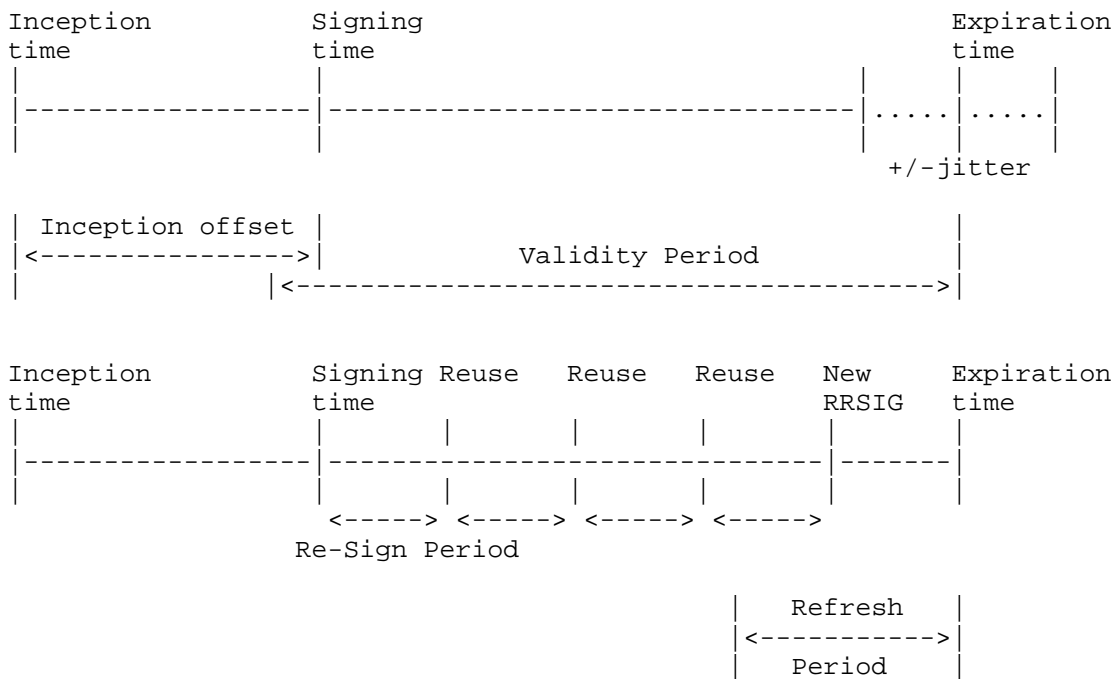 Inception Signing Expiration
time time time
+/-jitter
Inception offset
Validity Period
Inception Signing Reuse Reuse Reuse New Expiration
time time RRSIG time
Re-Sign Period
Refresh
Period